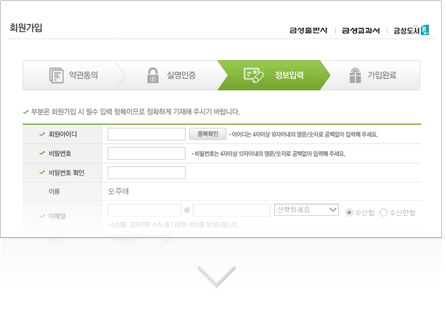 회원가입
금성출판사 | 금성교과서 | 금성도서
약관동의
실명인증
정보입력
가입완료
부분은 회원가입 시 필수 입력 항목이므로 정확하게 기재해 주시기 바랍니다.
회원아이디 중복확인 • 아이디는 4자이상 10자이내의 영문/숫자로 공백없이 입력해 주세요.
비밀번호 • 비밀번호는 4자이상 12자이내의 영문/숫자로 공백없이 입력해 주세요.
비밀번호 확인
이름 오주래
이메일 @ 선택하세요 수신함 수신안함